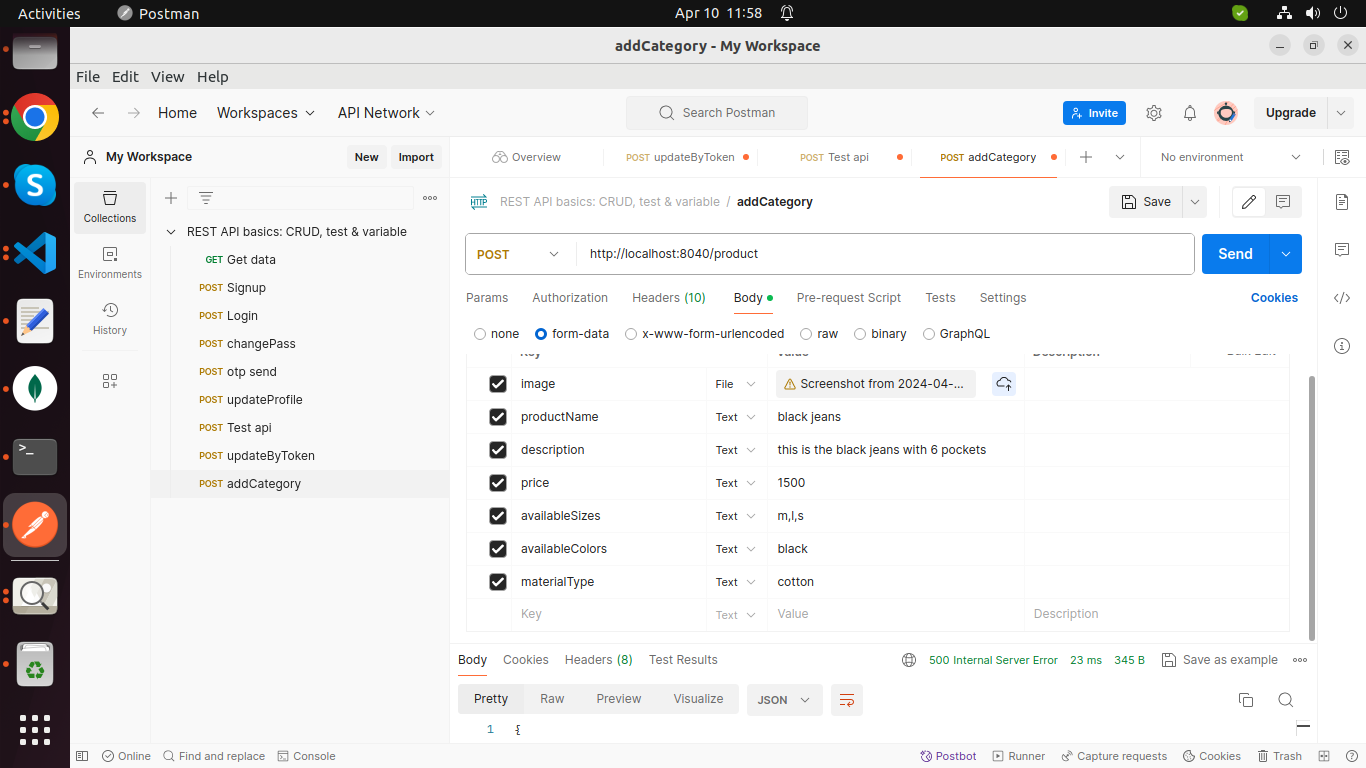 Activities
Postman
Apr 10 11:58
addCategory - My Workspace
File Edit View Help
Home Workspaces API Network
Search Postman
Invite
Upgrade
My Workspace
New
Import
Overview
POST updateByToken
POST Test api
POST addCategory
No environment
Collections
Environments
History
REST API basics: CRUD, test & variable
GET Get data
POST Signup
POST Login
POST changePass
POST otp send
POST updateProfile
POST Test api
POST updateByToken
POST addCategory
HTTP REST API basics: CRUD, test & variable / addCategory
Save
POST http://localhost:8040/product
Send
Params Authorization Headers (10) Body Pre-request Script Tests Settings Cookies
none form-data x-www-form-urlencoded raw binary GraphQL
Key Value Description Bulk Edit
image File Screenshot from 2024-04-...
productName Text black jeans
description Text this is the black jeans with 6 pockets
price Text 1500
availableSizes Text m,l,s
availableColors Text black
materialType Text cotton
Key Text Value Description
Body Cookies Headers (8) Test Results
500 Internal Server Error 23 ms 345 B Save as example
Pretty Raw Preview Visualize JSON
1 {
Online Find and replace Console
Postbot Runner Capture requests Cookies Trash